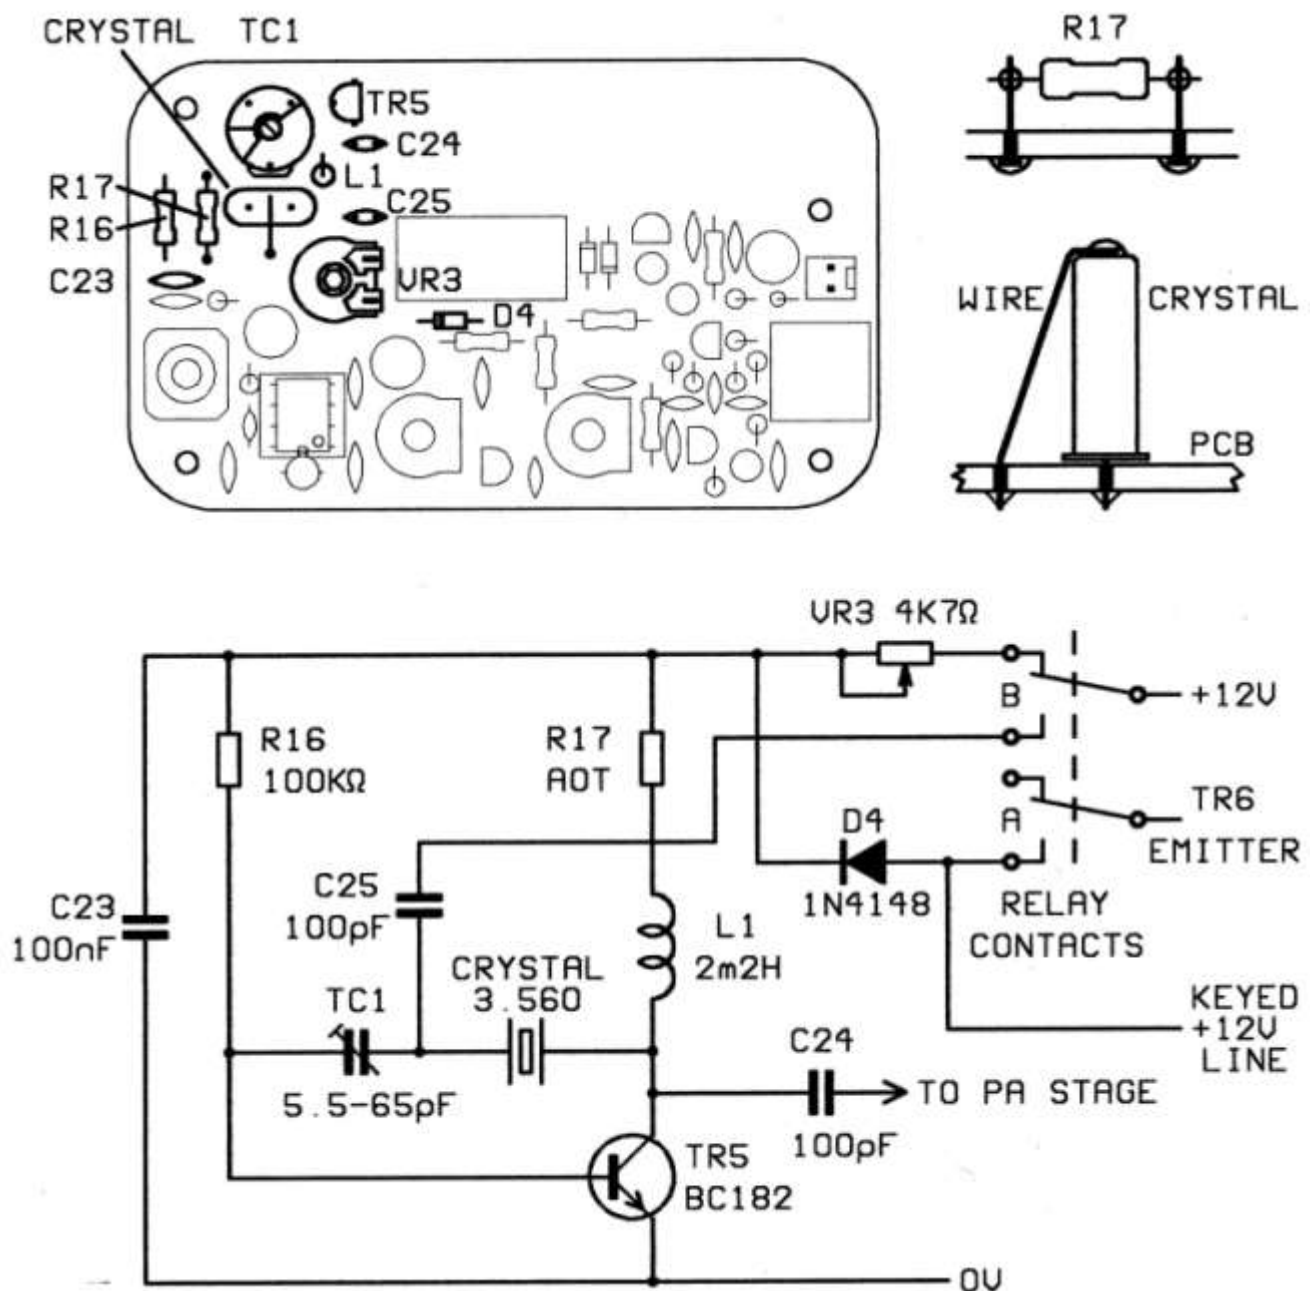 CRYSTAL TC1
TR5
C24
L1
R17
C25
R16
C23
VR3
D4
R17
WIRE
CRYSTAL
PCB
VR3 4K7Ω
+12V
B
R16
100KΩ
R17
AOT
TR6
EMITTER
A
D4
1N4148
RELAY
CONTACTS
C25
100pF
C23
100nF
L1
2m2H
CRYSTAL
3.560
TC1
5.5-65pF
KEYED
+12V
LINE
C24
100pF
TO PA STAGE
TR5
BC182
0V